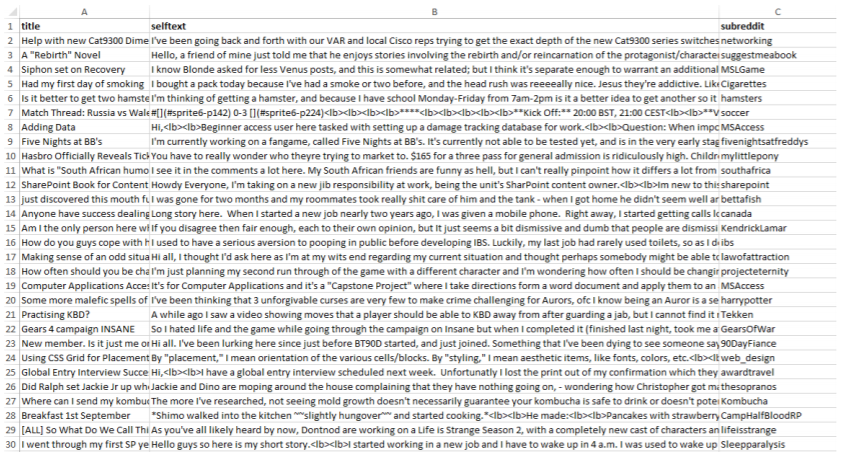 A B C
1 title selftext subreddit
2 Help with new Cat9300 Dime I've been going back and forth with our VAR and local Cisco reps trying to get the exact depth of the new Cat9300 series switches networking
3 A "Rebirth" Novel Hello, a friend of mine just told me that he enjoys stories involving the rebirth and/or reincarnation of the protagonist/character suggestmeabook
4 Siphon set on Recovery I know Blonde asked for less Venus posts, and this is somewhat related; but I think it's separate enough to warrant an additional MSLGame
5 Had my first day of smoking I bought a pack today because I've had a smoke or two before, and the head rush was reeeeally nice. Jesus they're addictive. Lik Cigarettes
6 Is it better to get two hamste I'm thinking of getting a hamster, and because I have school Monday-Friday from 7am-2pm is it a better idea to get another so it hamsters
7 Match Thread: Russia vs Wale #[](#sprite6-p142) 0-3 [](#sprite6-p224)<lb><lb><lb><lb>****<lb><lb><lb><lb>**Kick Off:** 20:00 BST, 21:00 CEST<lb><lb>**V soccer
8 Adding Data Hi,<lb><lb>Beginner access user here tasked with setting up a damage tracking database for work.<lb><lb>Question: When impo MSAccess
9 Five Nights at BB's I'm currently working on a fangame, called Five Nights at BB's. It's currently not able to be tested yet, and is in the very early stag fivenightsatfreddys
10 Hasbro Officially Reveals Tick You have to really wonder who theyre trying to market to. $165 for a three pass for general admission is ridiculously high. Childr mylittlepony
11 What is "South African humo I see it in the comments a lot here. My South African friends are funny as hell, but I can't really pinpoint how it differs a lot from southafrica
12 SharePoint Book for Content Howdy Everyone, I'm taking on a new jib responsibility at work, being the unit's SharPoint content owner.<lb><lb>Im new to this sharepoint
13 just discovered this mouth fu I was gone for two months and my roommates took really shit care of him and the tank - when I got home he didn't seem well ar bettafish
14 Anyone have success dealing Long story here. When I started a new job nearly two years ago, I was given a mobile phone. Right away, I started getting calls lo canada
15 Am I the only person here wh If you disagree then fair enough, each to their own opinion, but It just seems a bit dismissive and dumb that people are dismissi KendrickLamar
16 How do you guys cope with h I used to have a serious aversion to pooping in public before developing IBS. Luckily, my last job had rarely used toilets, so as I d ibs
17 Making sense of an odd situa Hi all, I thought I'd ask here as I'm at my wits end regarding my current situation and thought perhaps somebody might be able to lawofattraction
18 How often should you be cha I'm just planning my second run through of the game with a different character and I'm wondering how often I should be changir projecteternity
19 Computer Applications Acces It's for Computer Applications and it's a "Capstone Project" where I take directions form a word document and apply them to an MSAccess
20 Some more malefic spells of I've been thinking that 3 unforgivable curses are very few to make crime challenging for Aurors, ofc I know being an Auror is a se harrypotter
21 Practising KBD? A while ago I saw a video showing moves that a player should be able to KBD away from after guarding a jab, but I cannot find it Tekken
22 Gears 4 campaign INSANE So I hated life and the game while going through the campaign on Insane but when I completed it (finished last night, took me a GearsOfWar
23 New member. Is it just me or Hi all. I've been lurking here since just before BT90D started, and just joined. Something that I've been dying to see someone say 90DayFiance
24 Using CSS Grid for Placement By "placement," I mean orientation of the various cells/blocks. By "styling," I mean aesthetic items, like fonts, colors, etc.<lb><lb web_design
25 Global Entry Interview Succe Hi,<lb><lb>I have a global entry interview scheduled next week. Unfortunatly I lost the print out of my confirmation which they awardtravel
26 Did Ralph set Jackie Jr up wh Jackie and Dino are moping around the house complaining that they have nothing going on, - wondering how Christopher got ma thesopranos
27 Where can I send my kombuc The more I've researched, not seeing mold growth doesn't necessarily guarantee your kombucha is safe to drink or doesn't pote Kombucha
28 Breakfast 1st September *Shimo walked into the kitchen ~~slightly hungover~~ and started cooking.*<lb><lb>He made:<lb><lb>Pancakes with strawberry CampHalfBloodRP
29 [ALL] So What Do We Call Thi As you've all likely heard by now, Dontnod are working on a Life is Strange Season 2, with a completely new cast of characters an lifeisstrange
30 I went through my first SP ye Hello guys so here is my short story.<lb><lb>I started working in a new job and I have to wake up in 4 a.m. I was used to wake up Sleepparalysis